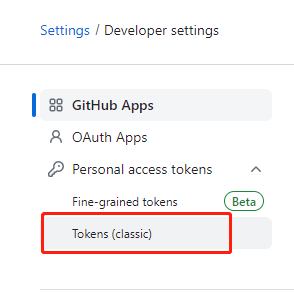 Settings / Developer settings
GitHub Apps
OAuth Apps
Personal access tokens
Fine-grained tokens Beta
Tokens (classic)